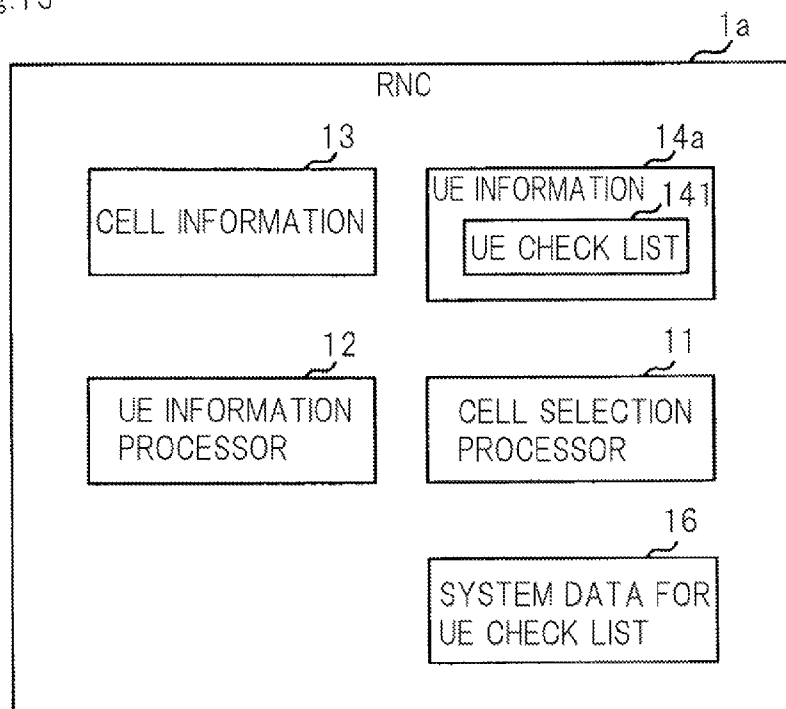 1a
RNC
13
14a
CELL INFORMATION
UE INFORMATION
141
UE CHECK LIST
12
11
UE INFORMATION
PROCESSOR
CELL SELECTION
PROCESSOR
16
SYSTEM DATA FOR
UE CHECK LIST